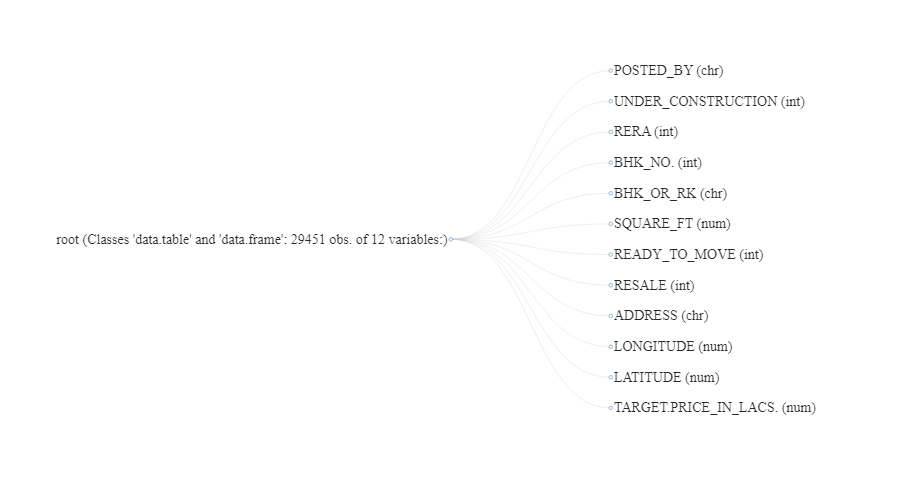 POSTED_BY (chr)
UNDER_CONSTRUCTION (int)
RERA (int)
BHK_NO. (int)
BHK_OR_RK (chr)
SQUARE_FT (num)
root (Classes 'data.table' and 'data.frame': 29451 obs. of 12 variables:)
READY_TO_MOVE (int)
RESALE (int)
ADDRESS (chr)
LONGITUDE (num)
LATITUDE (num)
TARGET.PRICE_IN_LACS. (num)